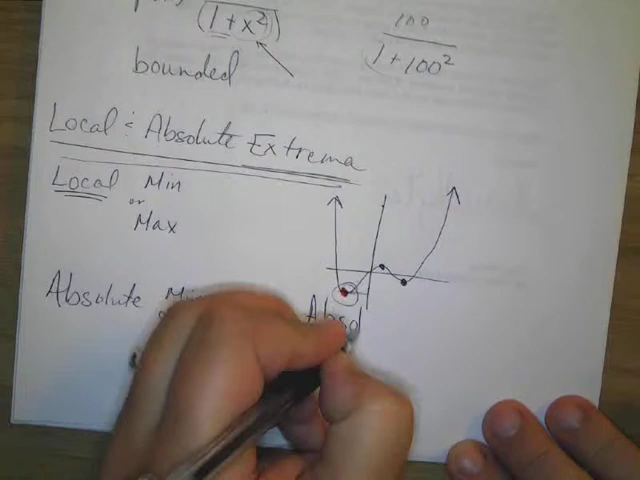 (1 + x²)
100
1 + 100²
bounded
Local & Absolute Extrema
Local Min
or
Max
Absolute
Absol